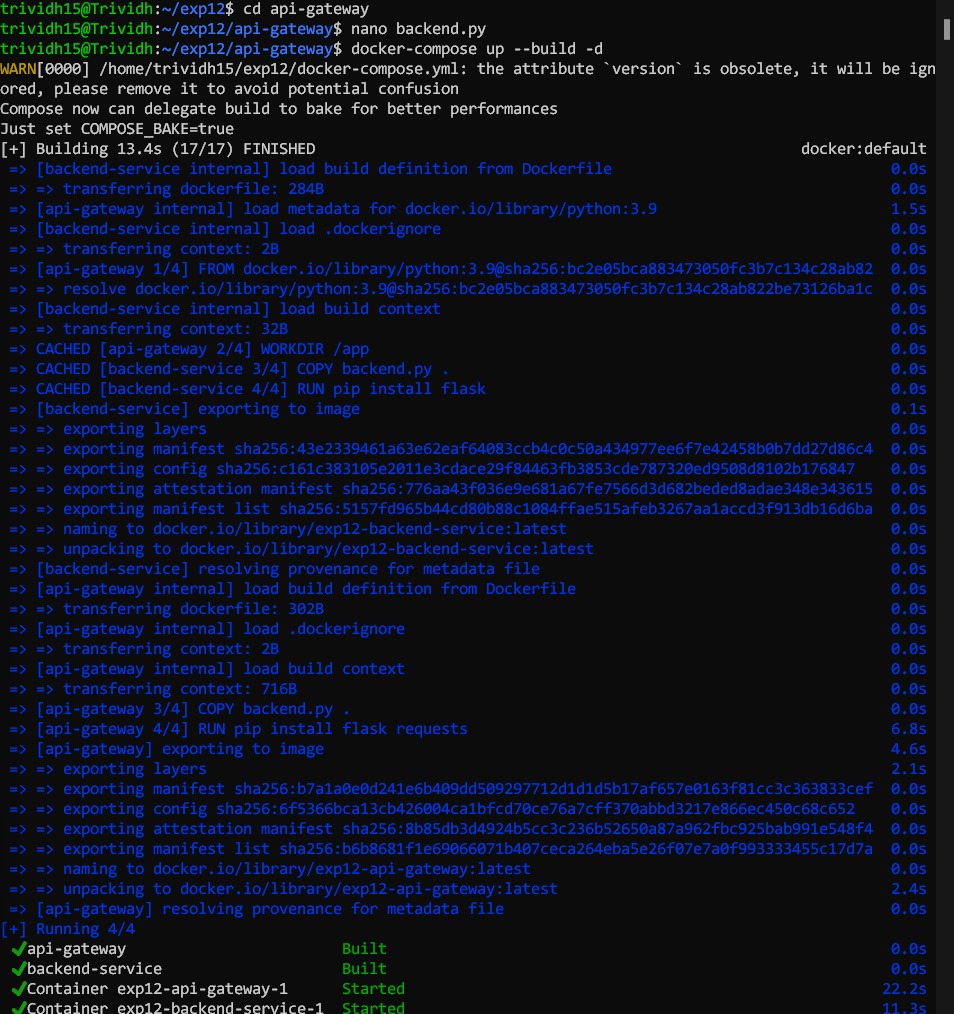 trividh15@Trividh:~/exp12$ cd api-gateway
trividh15@Trividh:~/exp12/api-gateway$ nano backend.py
trividh15@Trividh:~/exp12/api-gateway$ docker-compose up --build -d
WARN[0000] /home/trividh15/exp12/docker-compose.yml: the attribute `version` is obsolete, it will be ign
ored, please remove it to avoid potential confusion
Compose now can delegate build to bake for better performances
Just set COMPOSE_BAKE=true
[+] Building 13.4s (17/17) FINISHED docker:default
=> [backend-service internal] load build definition from Dockerfile 0.0s
=> => transferring dockerfile: 284B 0.0s
=> [api-gateway internal] load metadata for docker.io/library/python:3.9 1.5s
=> [backend-service internal] load .dockerignore 0.0s
=> => transferring context: 2B 0.0s
=> [api-gateway 1/4] FROM docker.io/library/python:3.9@sha256:bc2e05bca883473050fc3b7c134c28ab82 0.0s
=> => resolve docker.io/library/python:3.9@sha256:bc2e05bca883473050fc3b7c134c28ab822be73126ba1c 0.0s
=> [backend-service internal] load build context 0.0s
=> => transferring context: 32B 0.0s
=> CACHED [api-gateway 2/4] WORKDIR /app 0.0s
=> CACHED [backend-service 3/4] COPY backend.py . 0.0s
=> CACHED [backend-service 4/4] RUN pip install flask 0.0s
=> [backend-service] exporting to image 0.1s
=> => exporting layers 0.0s
=> => exporting manifest sha256:43e2339461a63e62eaf64083ccb4c0c50a434977ee6f7e42458b0b7dd27d86c4 0.0s
=> => exporting config sha256:c161c383105e2011e3cdace29f84463fb3853cde787320ed9508d8102b176847 0.0s
=> => exporting attestation manifest sha256:776aa43f036e9e681a67fe7566d3d682beded8adae348e343615 0.0s
=> => exporting manifest list sha256:5157fd965b44cd80b88c1084ffae515afeb3267aa1accd3f913db16d6ba 0.0s
=> => naming to docker.io/library/exp12-backend-service:latest 0.0s
=> => unpacking to docker.io/library/exp12-backend-service:latest 0.0s
=> [backend-service] resolving provenance for metadata file 0.0s
=> [api-gateway internal] load build definition from Dockerfile 0.0s
=> => transferring dockerfile: 302B 0.0s
=> [api-gateway internal] load .dockerignore 0.0s
=> => transferring context: 2B 0.0s
=> [api-gateway internal] load build context 0.0s
=> => transferring context: 716B 0.0s
=> [api-gateway 3/4] COPY backend.py . 0.0s
=> [api-gateway 4/4] RUN pip install flask requests 6.8s
=> [api-gateway] exporting to image 4.6s
=> => exporting layers 2.1s
=> => exporting manifest sha256:b7a1a0e0d241e6b409dd509297712d1d1d5b17af657e0163f81cc3c363833cef 0.0s
=> => exporting config sha256:6f5366bca13cb426004ca1bfcd70ce76a7cff370abbd3217e866ec450c68c652 0.0s
=> => exporting attestation manifest sha256:8b85db3d4924b5cc3c236b52650a87a962fbc925bab991e548f4 0.0s
=> => exporting manifest list sha256:b6b8681f1e69066071b407ceca264eba5e26f07e7a0f993333455c17d7a 0.0s
=> => naming to docker.io/library/exp12-api-gateway:latest 0.0s
=> => unpacking to docker.io/library/exp12-api-gateway:latest 2.4s
=> [api-gateway] resolving provenance for metadata file 0.0s
[+] Running 4/4
✔api-gateway Built 0.0s
✔backend-service Built 0.0s
✔Container exp12-api-gateway-1 Started 22.2s
✔Container exp12-backend-service-1 Started 11.3s